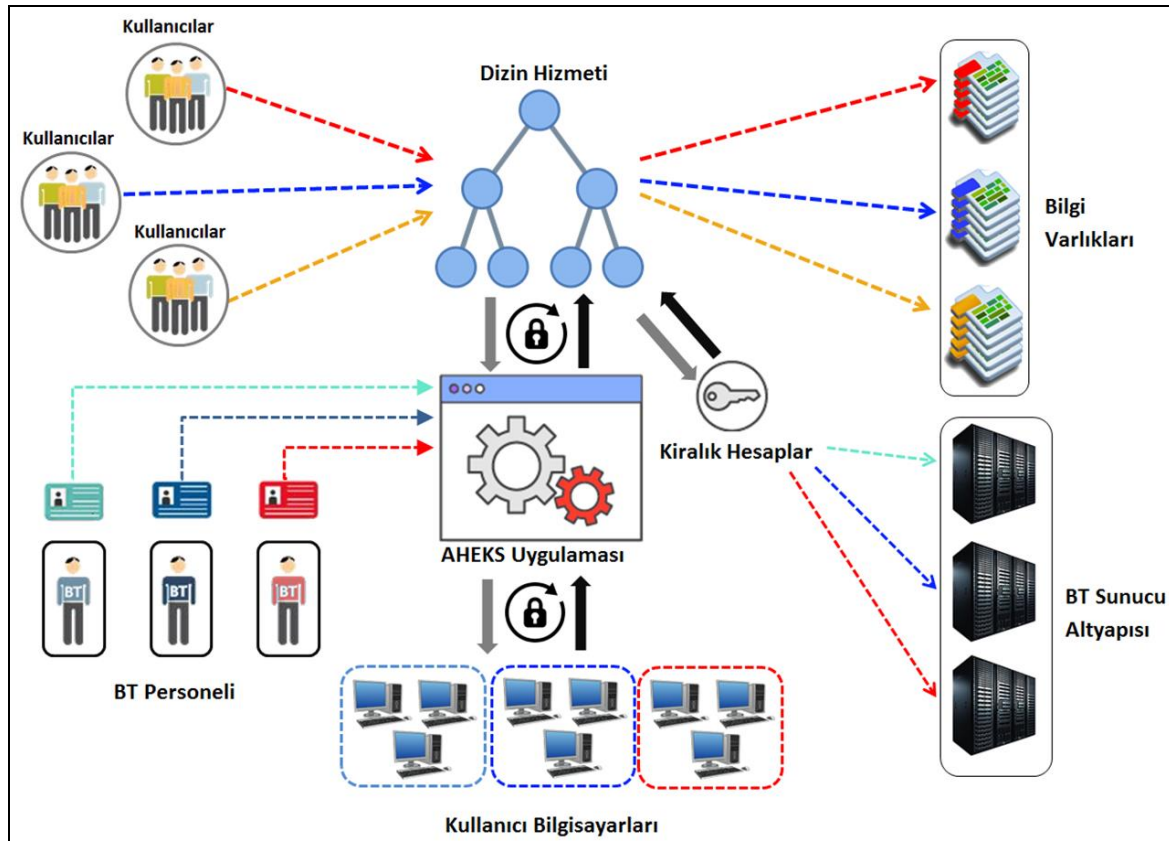 Kullanıcılar
Dizin Hizmeti
Kullanıcılar
Kullanıcılar
Bilgi
Varlıkları
Kiralık Hesaplar
AHEKS Uygulaması
BT
BT
BT
BT Personeli
BT Sunucu
Altyapısı
Kullanıcı Bilgisayarları